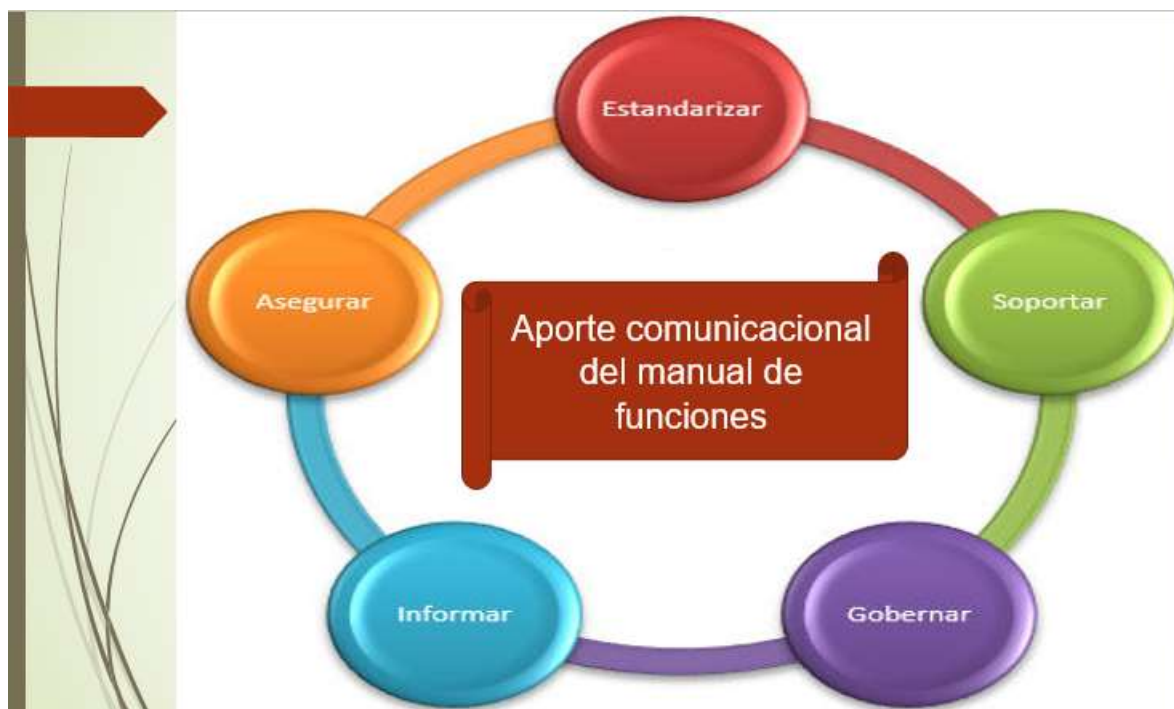 Estandarizar
Asegurar
Soportar
Aporte comunicacional
del manual de
funciones
Informar
Gobernar